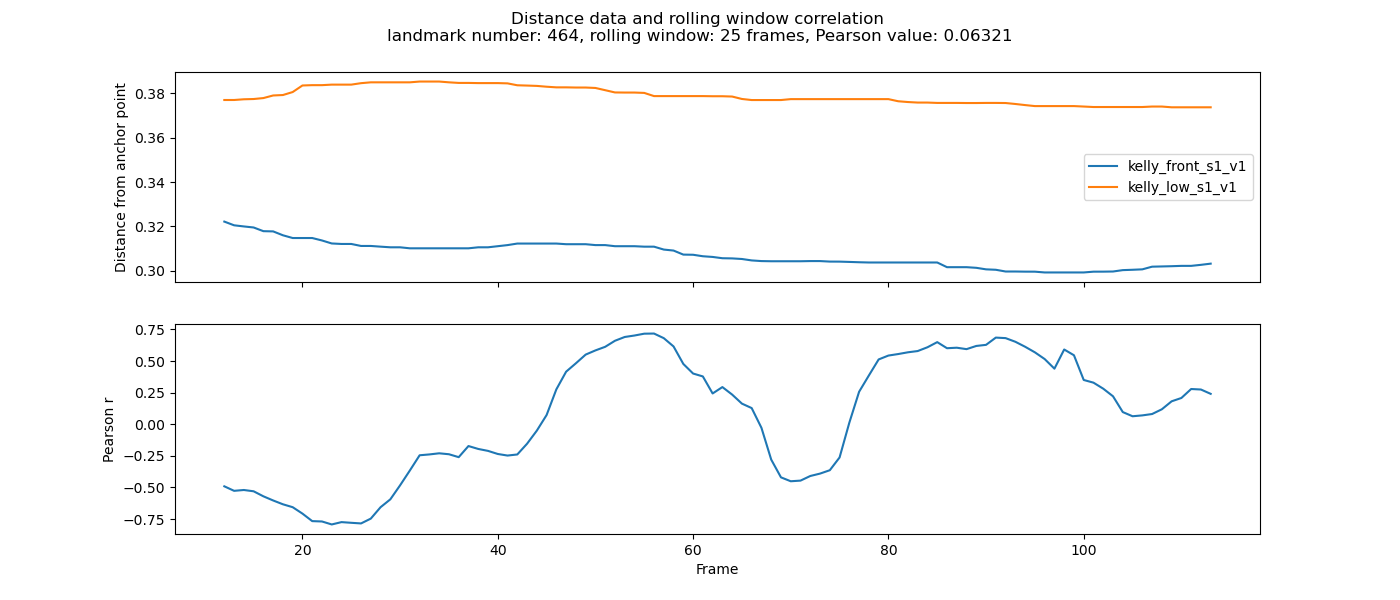 Distance data and rolling window correlation
landmark number: 464, rolling window: 25 frames, Pearson value: 0.06321
Distance from anchor point
0.38
0.36
0.34
0.32
0.30
kelly_front_s1_v1
kelly_low_s1_v1
Pearson r
0.75
0.50
0.25
0.00
−0.25
−0.50
−0.75
20 40 60 80 100
Frame